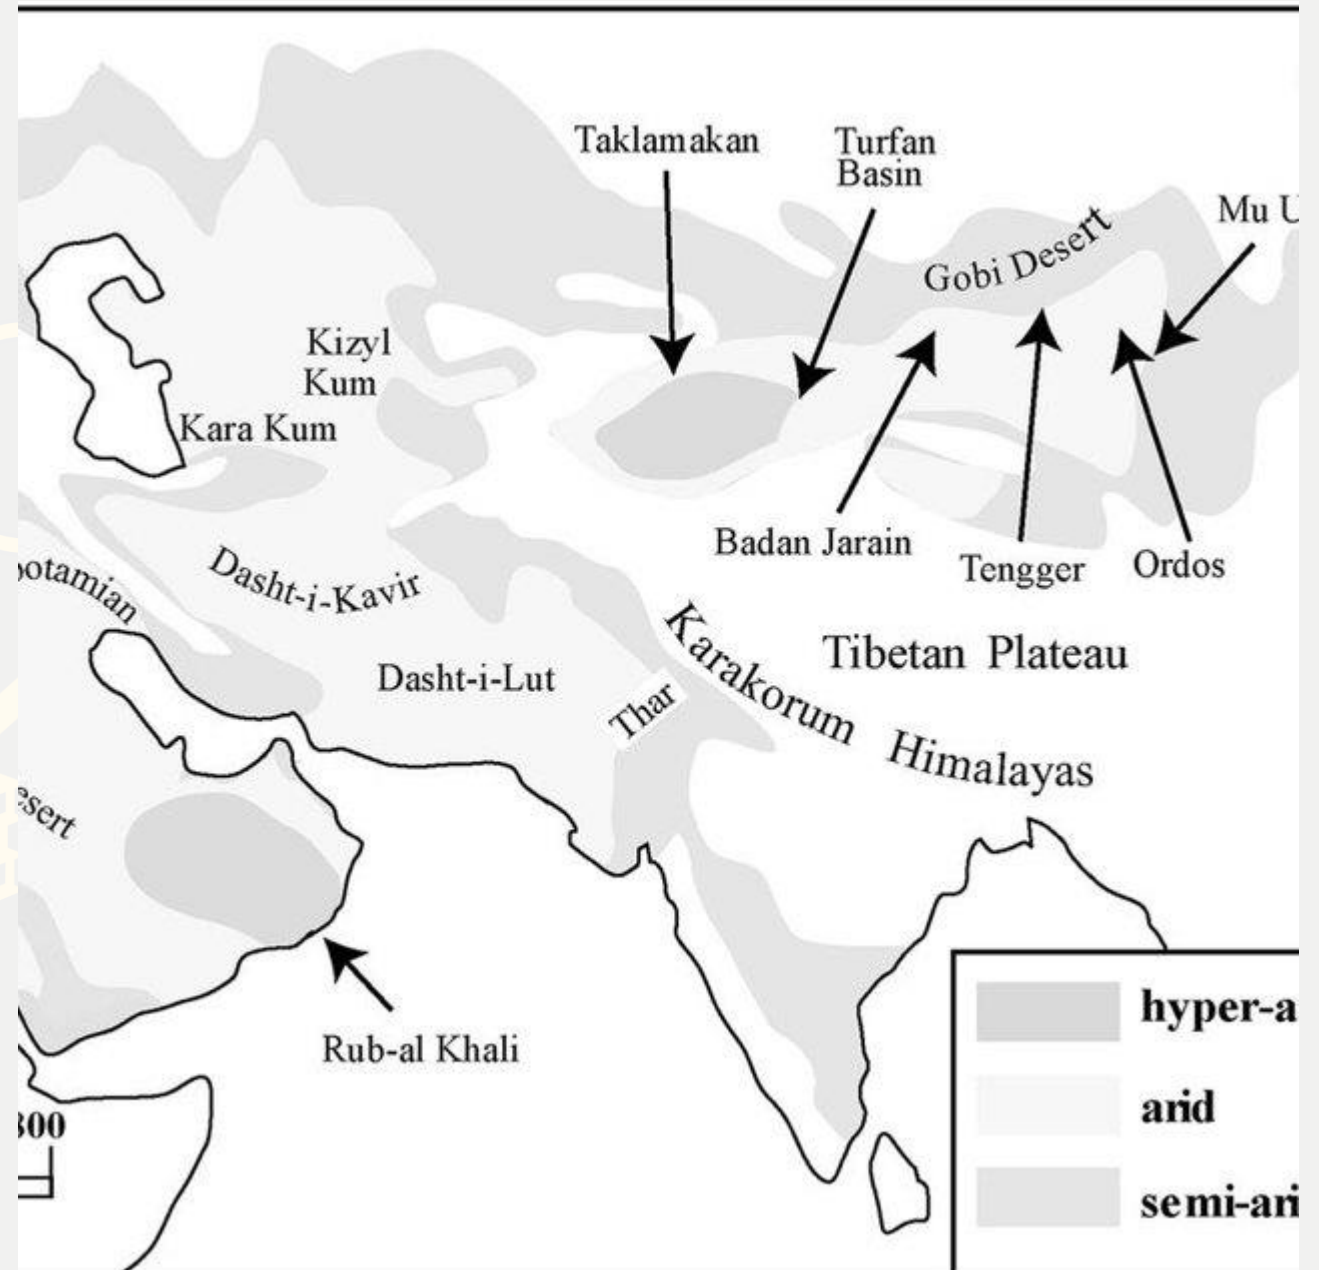 Taklamakan
Turfan
Basin
Mu U
Gobi Desert
Kizyl
Kum
Kara Kum
Badan Jarain
Tengger
Ordos
potamian
Dasht-i-Kavir
Karakorum Himalayas
Tibetan Plateau
Dasht-i-Lut
Thar
esert
Rub-al Khali
hyper-a
arid
semi-ari
300